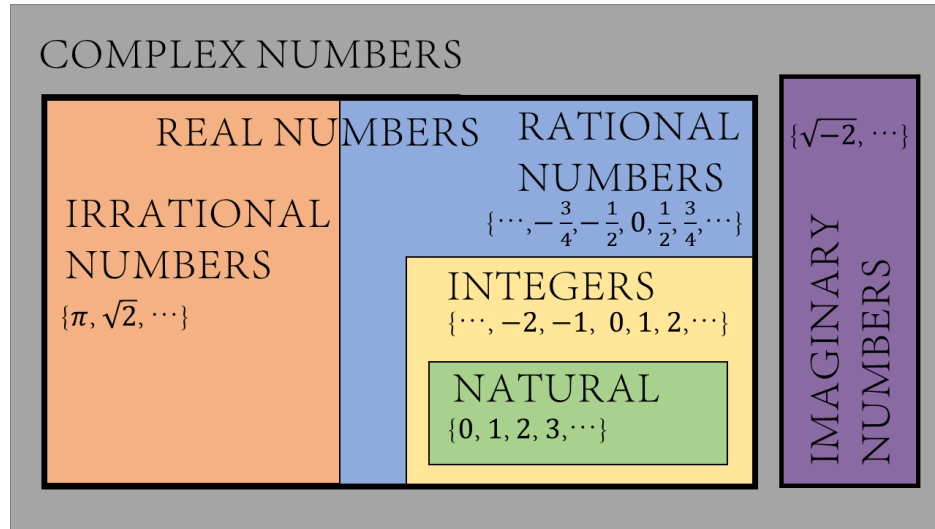 COMPLEX NUMBERS
REAL NUMBERS
IRRATIONAL
NUMBERS
{π, √2, ⋯}
RATIONAL
NUMBERS
{⋯,−3/4,−1/2, 0,1/2,3/4,⋯}
INTEGERS
{⋯, −2, −1, 0, 1, 2,⋯}
NATURAL
{0, 1, 2, 3,⋯}
{√−2, ⋯}
IMAGINARY
NUMBERS